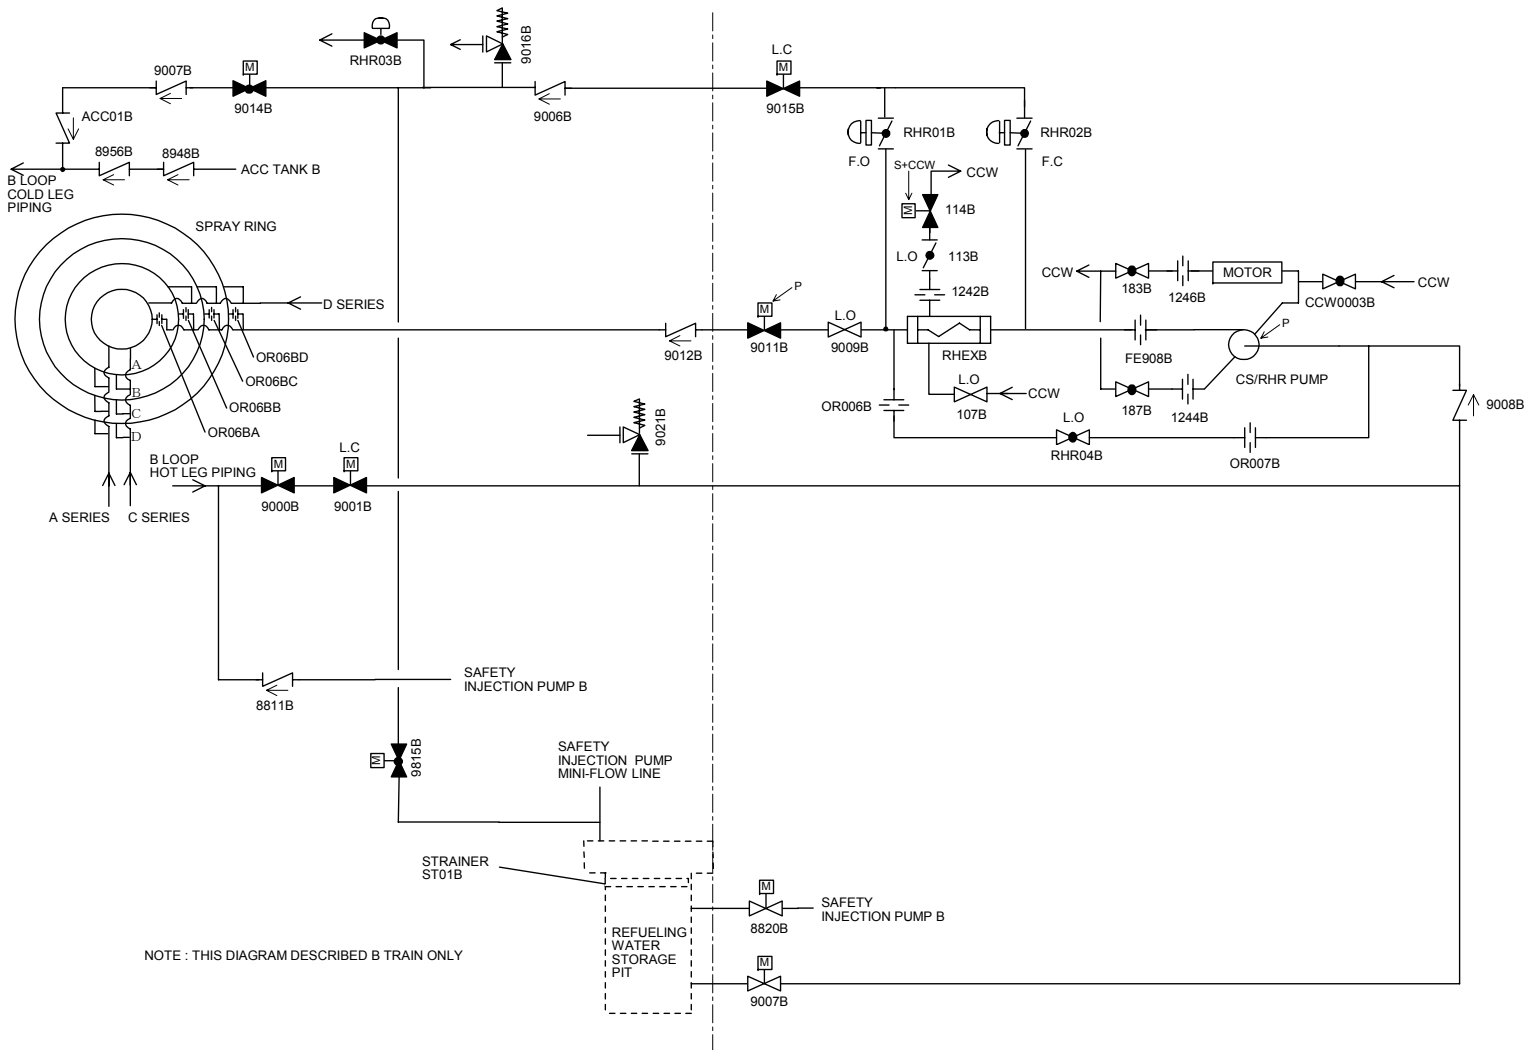 9016B
RHR03B
L.C
M
9007B
M
9014B
9006B
9015B
ACC01B
RHR01B
RHR02B
F.O
F.C
8956B
8948B
ACC TANK B
S+CCW
CCW
B LOOP
COLD LEG
PIPING
M
114B
SPRAY RING
L.O
113B
CCW
183B
1246B
MOTOR
CCW
CCW0003B
1242B
P
D SERIES
M
L.O
P
9012B
9011B
9009B
RHEXB
FE908B
OR06BD
A
OR06BC
B
OR06BB
C
OR06BA
D
CS/RHR PUMP
L.O
CCW
107B
187B
1244B
OR006B
9008B
9021B
L.O
RHR04B
OR007B
B LOOP
HOT LEG PIPING
L.C
M
M
9000B
9001B
A SERIES
C SERIES
SAFETY
INJECTION PUMP B
8811B
M
9815B
SAFETY
INJECTION PUMP
MINI-FLOW LINE
STRAINER
ST01B
M
SAFETY
INJECTION PUMP B
8820B
REFUELING
WATER
STORAGE
PIT
M
9007B
NOTE : THIS DIAGRAM DESCRIBED B TRAIN ONLY